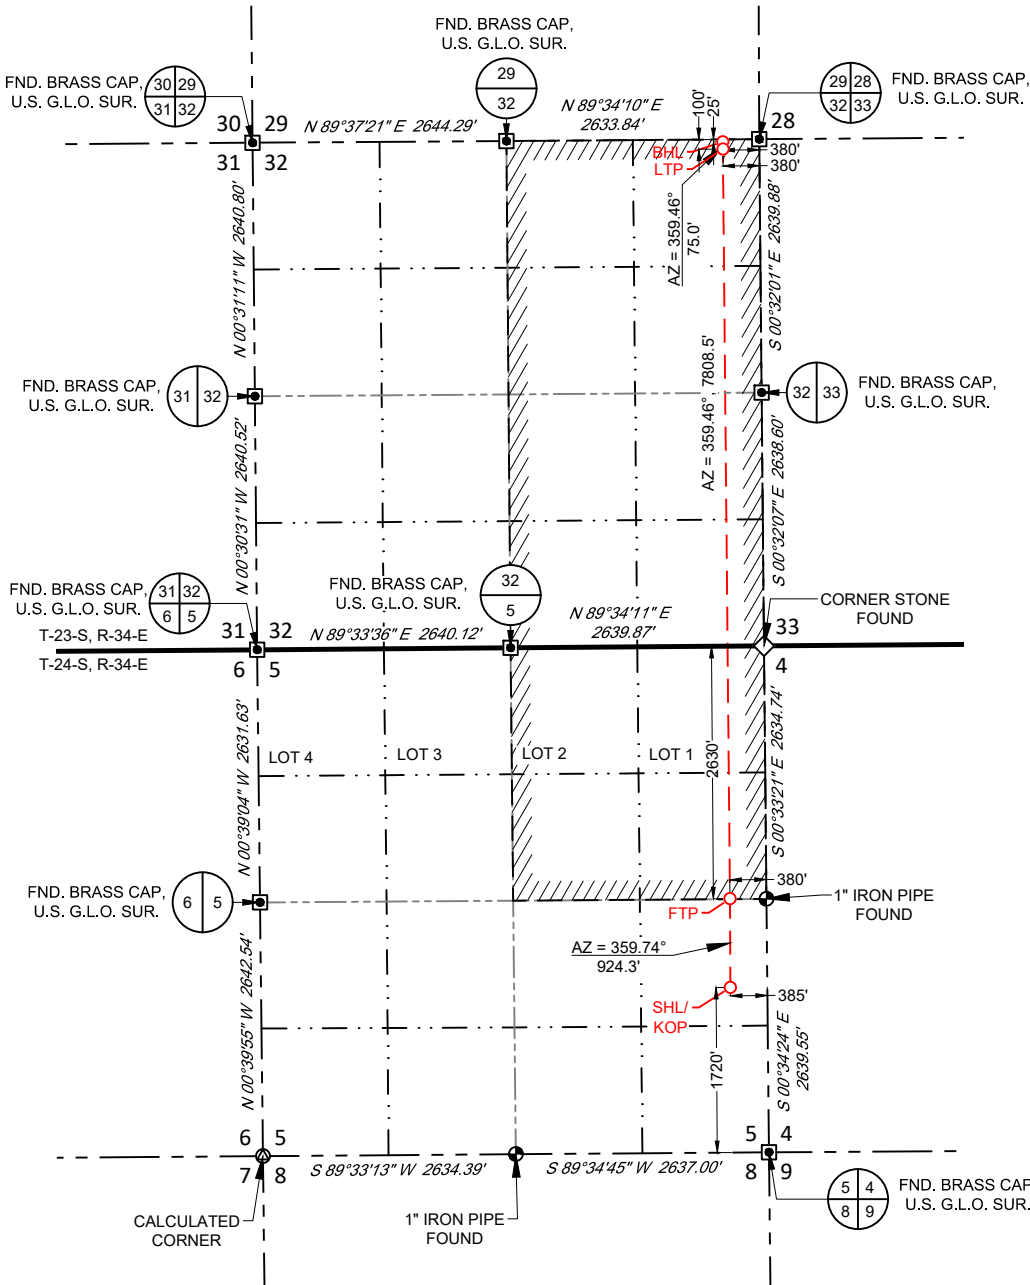 FND. BRASS CAP,
U.S. G.L.O. SUR.
29
32
FND. BRASS CAP,
U.S. G.L.O. SUR.
30 29
31 32
29 28
32 33
FND. BRASS CAP,
U.S. G.L.O. SUR.
30 29
31 32
N 89°37'21" E 2644.29'
N 89°34'10" E
2633.84'
100'
25'
28
BHL
LTP
380'
380'
AZ = 359.46°
75.0'
N 00°31'11" W 2640.80'
S 00°32'01" E 2639.88'
AZ = 359.46° 7808.5'
FND. BRASS CAP,
U.S. G.L.O. SUR.
31 32
32 33
FND. BRASS CAP,
U.S. G.L.O. SUR.
N 00°30'31" W 2640.52'
S 00°32'07" E 2638.60'
FND. BRASS CAP,
U.S. G.L.O. SUR.
31 32
6 5
FND. BRASS CAP,
U.S. G.L.O. SUR.
32
5
CORNER STONE
FOUND
T-23-S, R-34-E
T-24-S, R-34-E
31 32
6 5
N 89°33'36" E 2640.12'
N 89°34'11" E
2639.87'
33
4
N 00°39'04" W 2631.63'
LOT 4
LOT 3
LOT 2
LOT 1
2630'
S 00°33'21" E 2634.74'
FND. BRASS CAP,
U.S. G.L.O. SUR.
6 5
380'
FTP
1" IRON PIPE
FOUND
AZ = 359.74°
924.3'
SHL/
KOP
385'
N 00°39'55" W 2642.54'
1720'
S 00°34'24" E
2639.55'
6 5
7 8
S 89°33'13" W 2634.39'
S 89°34'45" W 2637.00'
5 4
8 9
CALCULATED
CORNER
1" IRON PIPE
FOUND
5 4
8 9
FND. BRASS CAP
U.S. G.L.O. SUR.